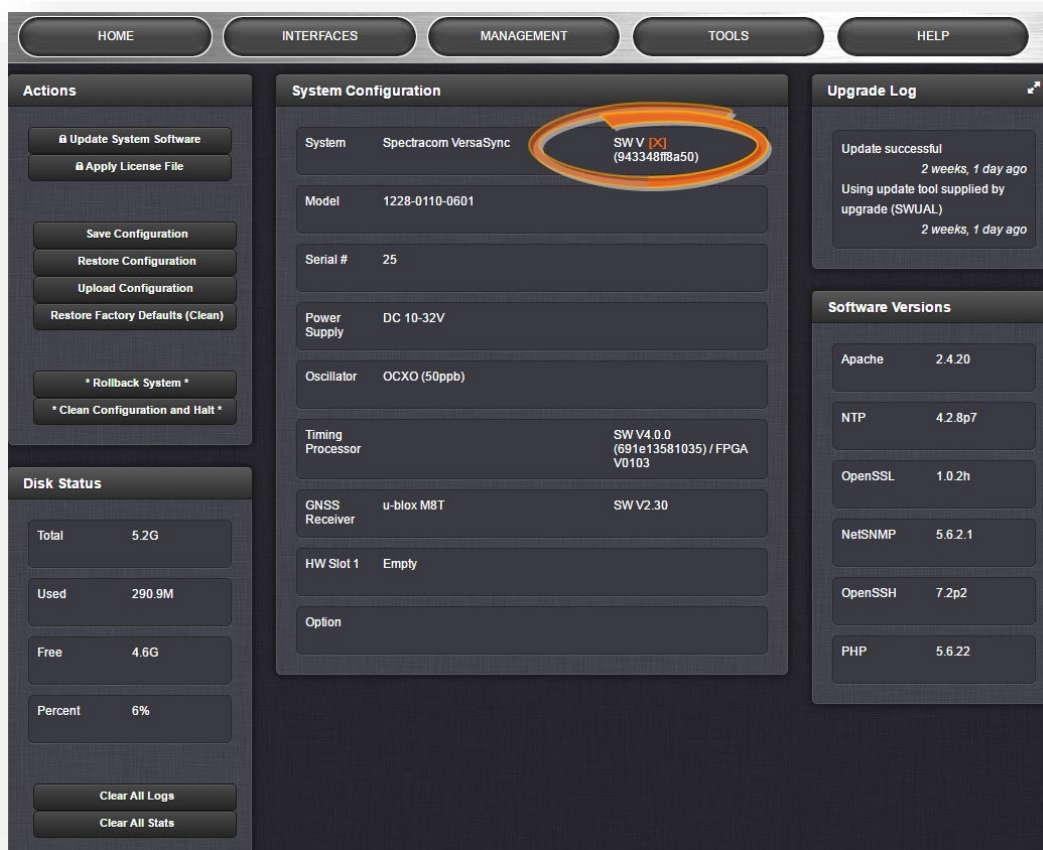 HOME
INTERFACES
MANAGEMENT
TOOLS
HELP
Actions
Update System Software
Apply License File
Save Configuration
Restore Configuration
Upload Configuration
Restore Factory Defaults (Clean)
* Rollback System *
* Clean Configuration and Halt *
Disk Status
Total 5.2G
Used 290.9M
Free 4.6G
Percent 6%
Clear All Logs
Clear All Stats
System Configuration
System Spectracom VersaSync SW V [X]
(943348ff8a50)
Model 1228-0110-0601
Serial # 25
Power DC 10-32V
Supply
Oscillator OCXO (50ppb)
Timing SW V4.0.0
Processor (691e13581035) / FPGA
V0103
GNSS u-blox M8T SW V2.30
Receiver
HW Slot 1 Empty
Option
Upgrade Log
Update successful
2 weeks, 1 day ago
Using update tool supplied by
upgrade (SWUAL)
2 weeks, 1 day ago
Software Versions
Apache 2.4.20
NTP 4.2.8p7
OpenSSL 1.0.2h
NetSNMP 5.6.2.1
OpenSSH 7.2p2
PHP 5.6.22